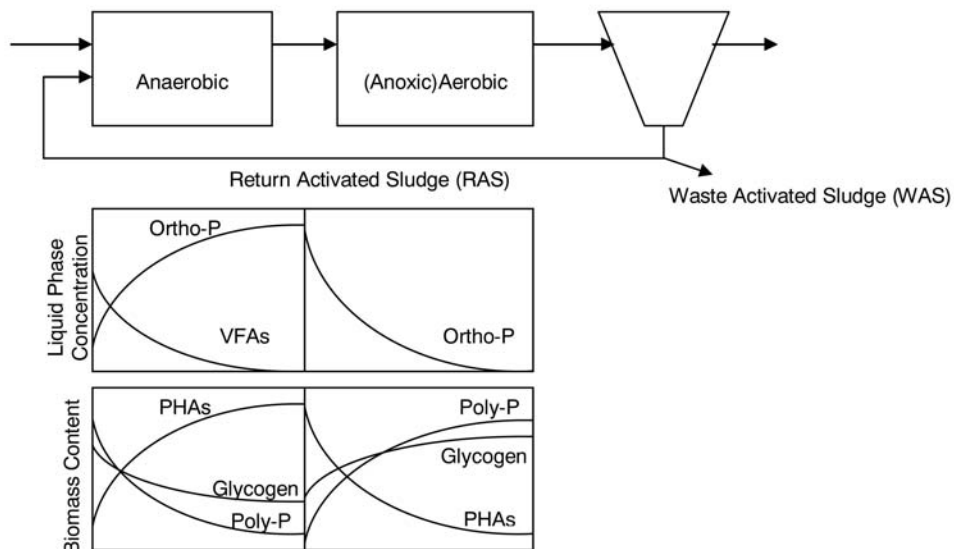 Anaerobic
(Anoxic)Aerobic
Return Activated Sludge (RAS)
Waste Activated Sludge (WAS)
Liquid Phase
Concentration
Ortho-P
VFAs
Ortho-P
Biomass Content
PHAs
Glycogen
Poly-P
Poly-P
Glycogen
PHAs